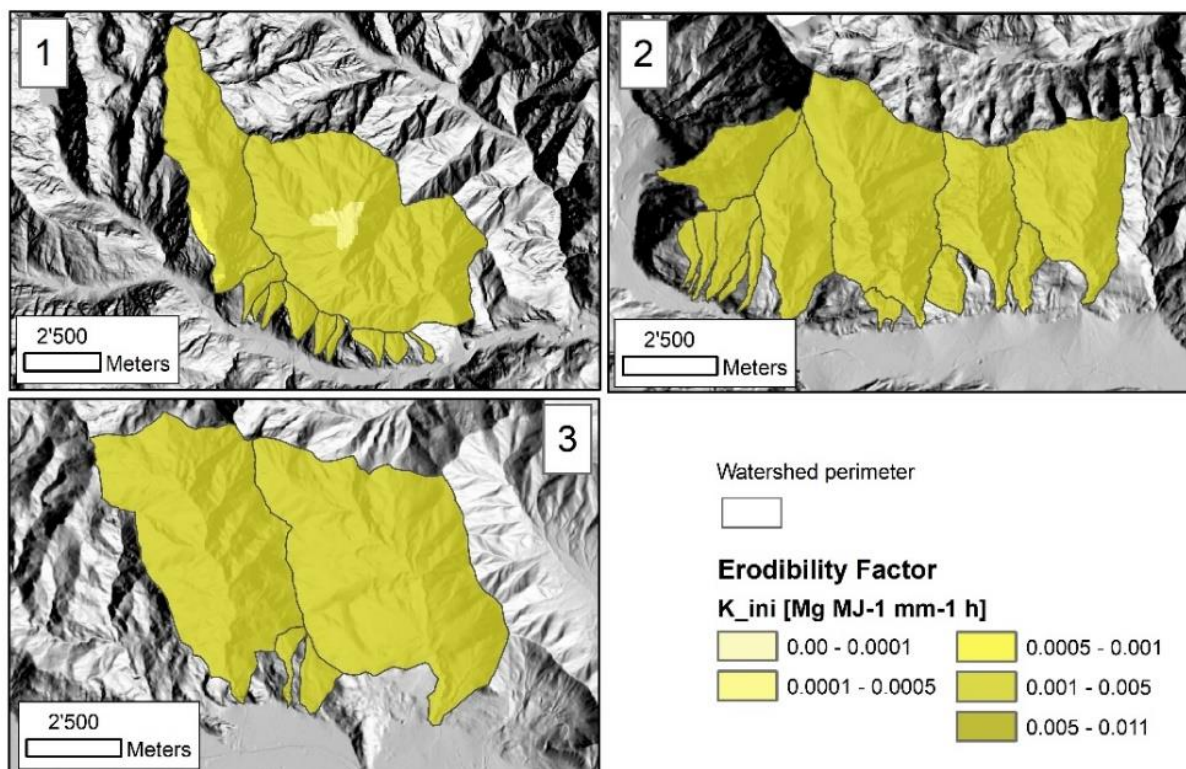 1
2'500
Meters
2
2'500
Meters
3
2'500
Meters
Watershed perimeter
Erodibility Factor
K_ini [Mg MJ-1 mm-1 h]
0.00 - 0.0001
0.0001 - 0.0005
0.0005 - 0.001
0.001 - 0.005
0.005 - 0.011